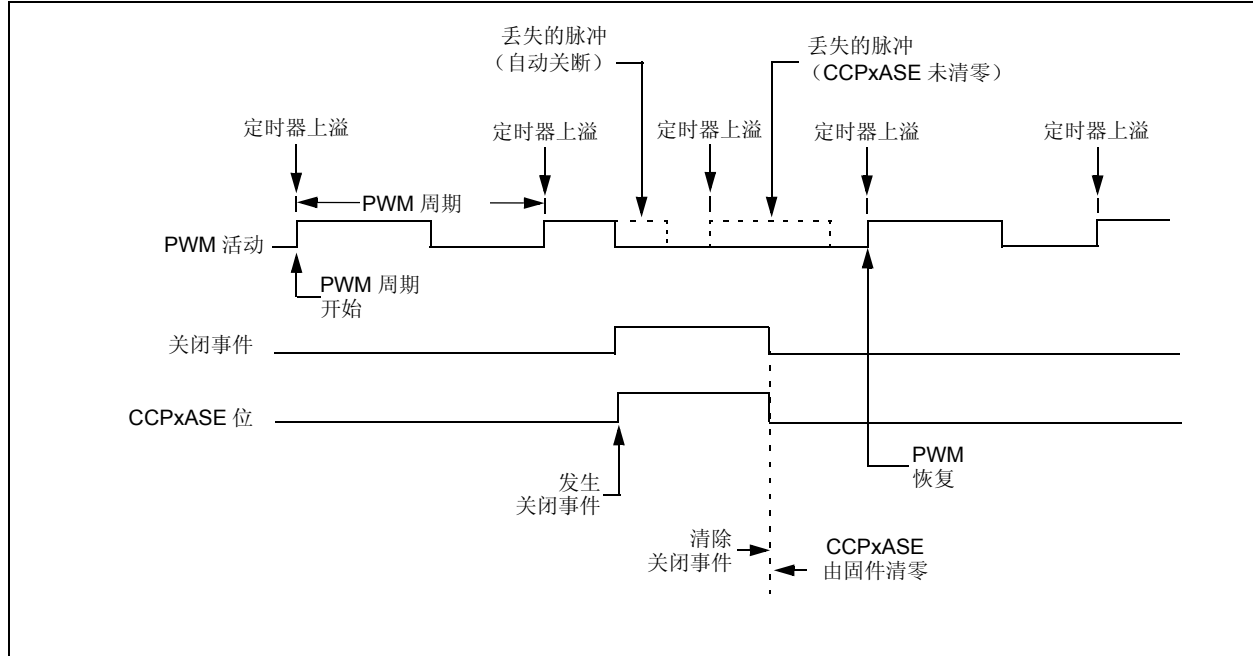 丢失的脉冲
（自动关断）
丢失的脉冲
（CCPxASE 未清零）
定时器上溢
定时器上溢
定时器上溢
定时器上溢
定时器上溢
PWM 周期
PWM 活动
PWM 周期
开始
关闭事件
CCPxASE 位
PWM
恢复
发生
关闭事件
清除
关闭事件
CCPxASE
由固件清零